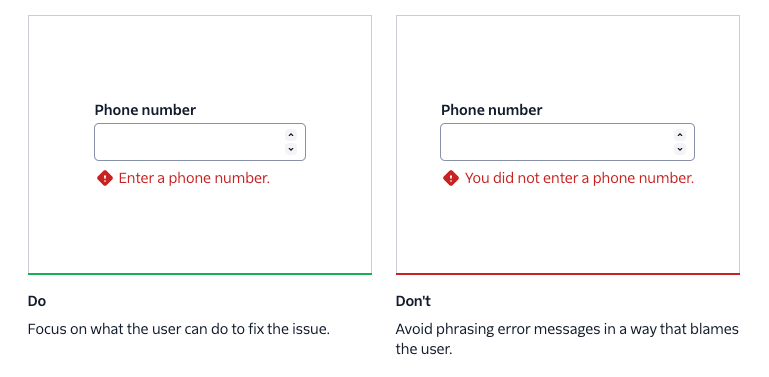 Phone number
Enter a phone number.
Do
Focus on what the user can do to fix the issue.
Phone number
You did not enter a phone number.
Don't
Avoid phrasing error messages in a way that blames
the user.